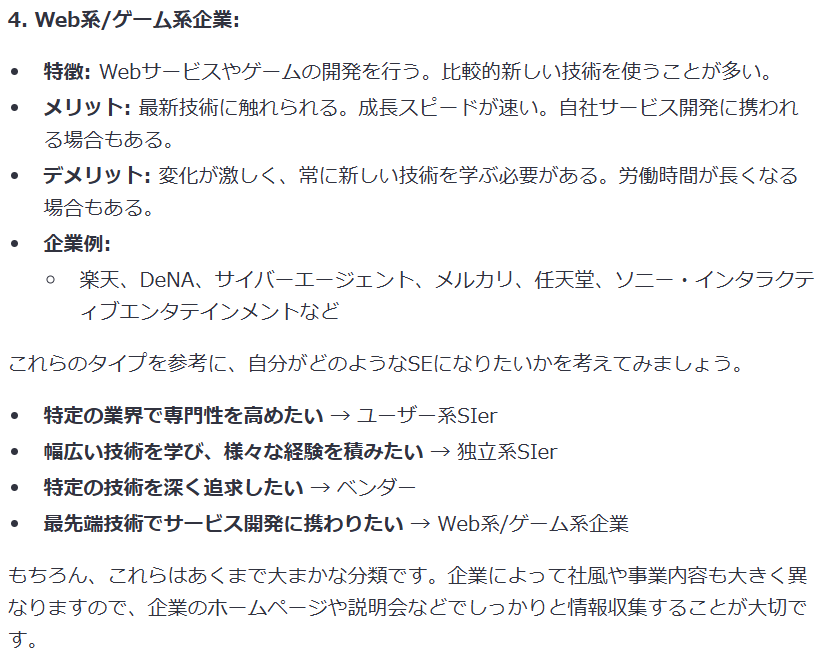 4. Web系/ゲーム系企業:
• 特徴: Webサービスやゲームの開発を行う。比較的新しい技術を使うことが多い。
• メリット: 最新技術に触れられる。成長スピードが速い。自社サービス開発に携われ
る場合もある。
• デメリット: 変化が激しく、常に新しい技術を学ぶ必要がある。労働時間が長くなる
場合もある。
• 企業例:
○ 楽天、DeNA、サイバーエージェント、メルカリ、任天堂、ソニー・インタラクテ
ィブエンタテインメントなど
これらのタイプを参考に、自分がどのようなSEになりたいかを考えてみましょう。
• 特定の業界で専門性を高めたい → ユーザー系SIer
• 幅広い技術を学び、様々な経験を積みたい → 独立系SIer
• 特定の技術を深く追求したい → ベンダー
• 最先端技術でサービス開発に携わりたい → Web系/ゲーム系企業
もちろん、これらはあくまで大まかな分類です。企業によって社風や事業内容も大きく異
なりますので、企業のホームページや説明会などでしっかりと情報収集することが大切で
す。